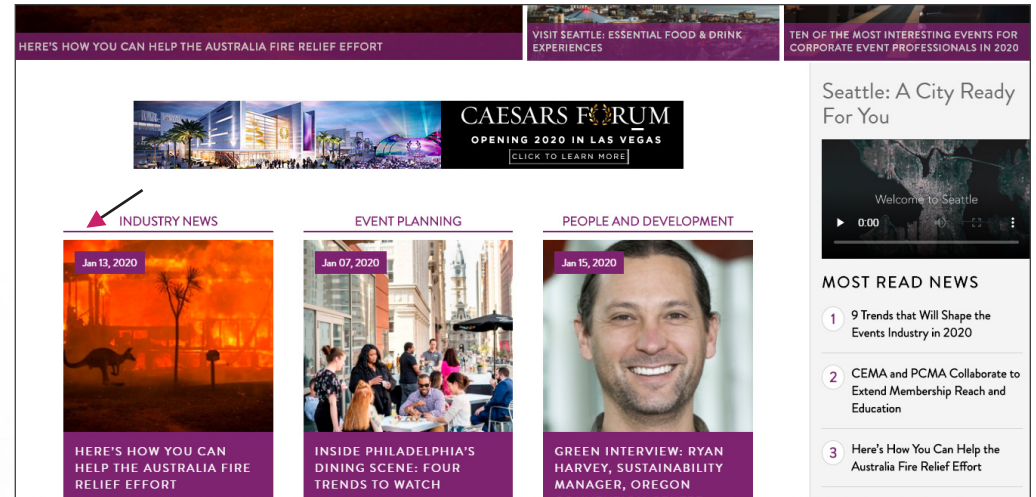 HERE'S HOW YOU CAN HELP THE AUSTRALIA FIRE RELIEF EFFORT
VISIT SEATTLE: ESSENTIAL FOOD & DRINK
EXPERIENCES
TEN OF THE MOST INTERESTING EVENTS FOR
CORPORATE EVENT PROFESSIONALS IN 2020
CAESARS FORUM
OPENING 2020 IN LAS VEGAS
CLICK TO LEARN MORE
INDUSTRY NEWS
Jan 13, 2020
HERE'S HOW YOU CAN
HELP THE AUSTRALIA FIRE
RELIEF EFFORT
EVENT PLANNING
Jan 07, 2020
INSIDE PHILADELPHIA'S
DINING SCENE: FOUR
TRENDS TO WATCH
PEOPLE AND DEVELOPMENT
Jan 15, 2020
GREEN INTERVIEW: RYAN
HARVEY, SUSTAINABILITY
MANAGER, OREGON
Seattle: A City Ready
For You
Welcome to Seattle
0:00
MOST READ NEWS
1 9 Trends that Will Shape the
Events Industry in 2020
2 CEMA and PCMA Collaborate to
Extend Membership Reach and
Education
3 Here's How You Can Help the
Australia Fire Relief Effort